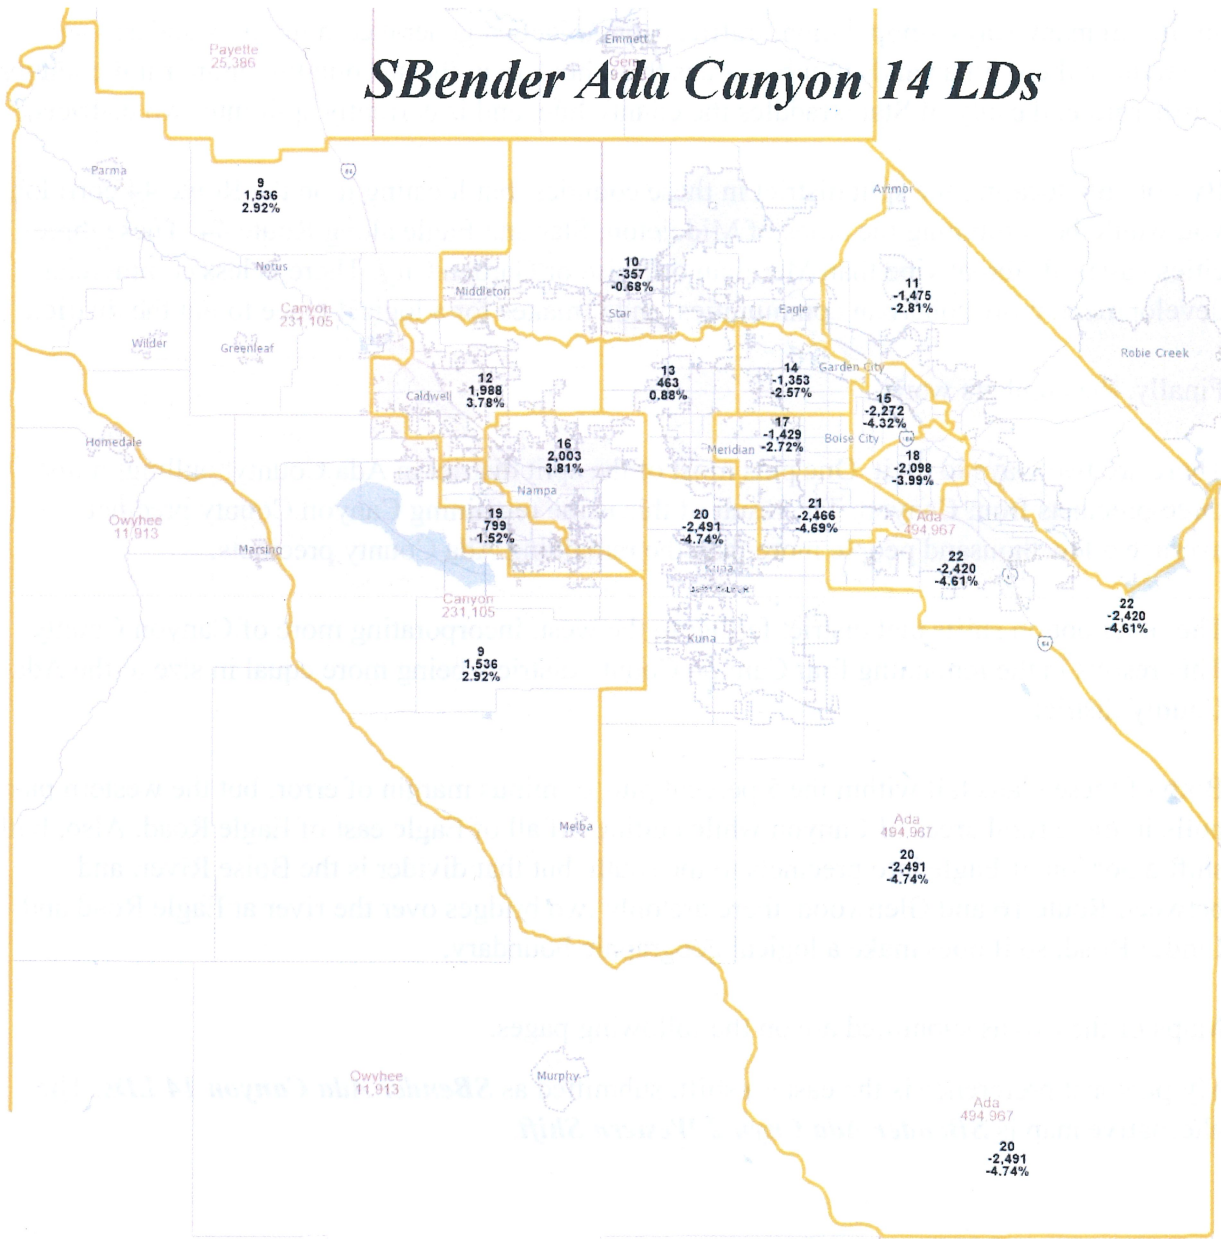 Emmett
Payette
25,386
Gem
SBender Ada Canyon 14 LDs
Parma
9
1,536
2.92%
Avimor
Notus
10
-357
-0.68%
Middleton
11
-1,475
-2.81%
Canyon
231,105
Star
Eagle
Wilder
Greenleaf
Robie Creek
13
463
0.88%
14
-1,353
-2.57%
Garden City
12
1,988
3.78%
Caldwell
15
-2,272
-4.32%
17
-1,429
-2.72%
Boise City
Homedale
16
2,003
3.81%
Meridian
18
-2,098
-3.99%
Nampa
Owyhee
11,913
19
799
1.52%
20
-2,491
-4.74%
21
-2,466
-4.69%
Ada
494,967
Marsing
22
-2,420
-4.61%
Canyon
231,105
22
-2,420
-4.61%
Kuna
9
1,536
2.92%
Melba
Ada
494,967
20
-2,491
-4.74%
Owyhee
11,913
Murphy
Ada
494,967
20
-2,491
-4.74%